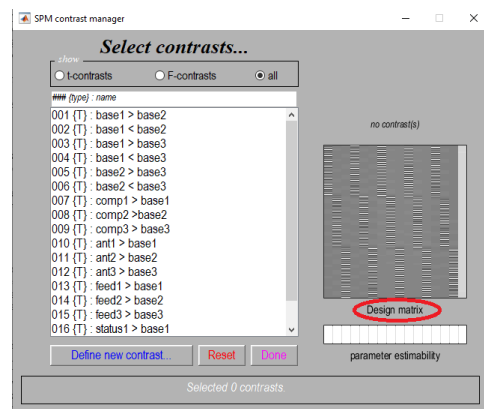 SPM contrast manager
Select contrasts...
show
t-contrasts F-contrasts all
### {type} : name
001 {T} : base1 > base2
002 {T} : base1 < base2
003 {T} : base1 > base3
004 {T} : base1 < base3
005 {T} : base2 > base3
006 {T} : base2 < base3
007 {T} : comp1 > base1
008 {T} : comp2 >base2
009 {T} : comp3 > base3
010 {T} : ant1 > base1
011 {T} : ant2 > base2
012 {T} : ant3 > base3
013 {T} : feed1 > base1
014 {T} : feed2 > base2
015 {T} : feed3 > base3
016 {T} : status1 > base1
no contrast(s)
Design matrix
parameter estimability
Define new contrast... Reset Done
Selected 0 contrasts.